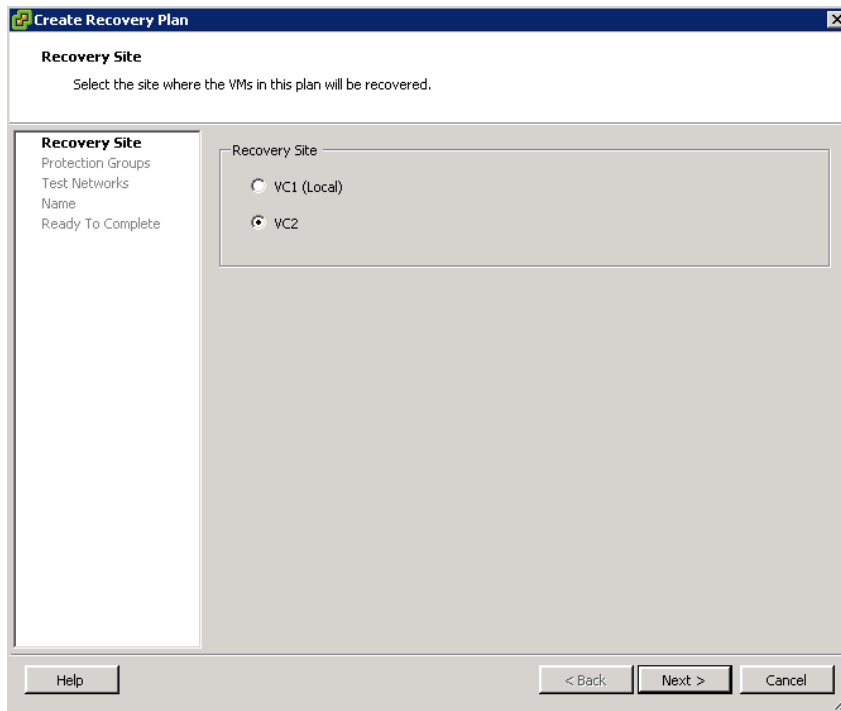 Create Recovery Plan
Recovery Site
Select the site where the VMs in this plan will be recovered.
Recovery Site
Protection Groups
Test Networks
Name
Ready To Complete
Recovery Site
VC1 (Local)
VC2
Help
< Back
Next >
Cancel